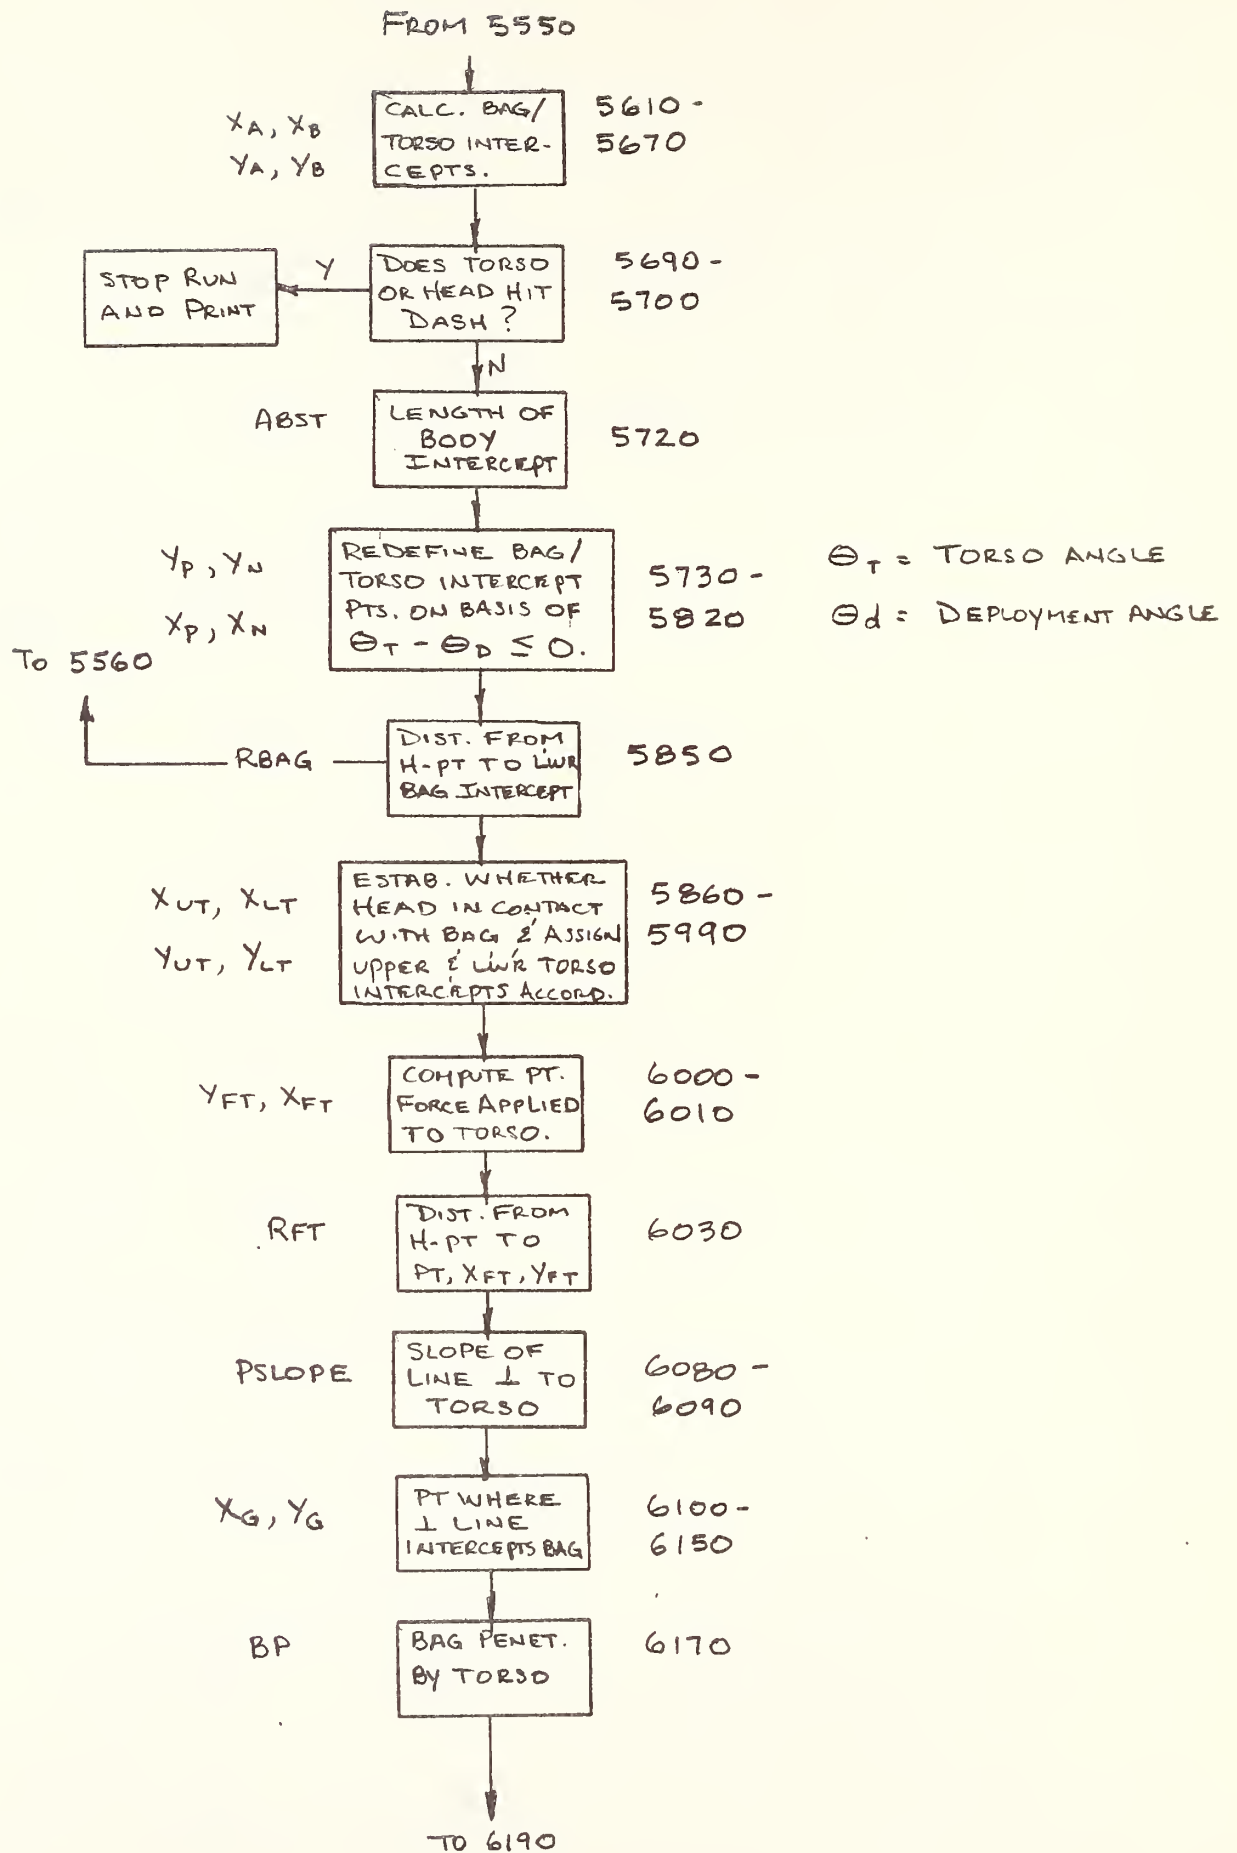 FROM 5550
XA, XB
YA, YB
CALC. BAG/
TORSO INTER-
CEPTS.
5610 -
5670
STOP RUN
AND PRINT
Y
DOES TORSO
OR HEAD HIT
DASH?
5690 -
5700
N
ABST
LENGTH OF
BODY
INTERCEPT
5720
YP, YN
XP, XN
REDEFINE BAG/
TORSO INTERCEPT
PTS. ON BASIS OF
ΘT - ΘD ≤ 0.
5730 -
5820
ΘT = TORSO ANGLE
Θd = DEPLOYMENT ANGLE
TO 5560
RBAG
DIST. FROM
H-PT TO LWR
BAG INTERCEPT
5850
XUT, XLT
YUT, YLT
ESTAB. WHETHER
HEAD IN CONTACT
WITH BAG & ASSIGN
UPPER & LWR TORSO
INTERCEPTS ACCORD.
5860 -
5990
YFT, XFT
COMPUTE PT.
FORCE APPLIED
TO TORSO.
6000 -
6010
RFT
DIST. FROM
H-PT TO
PT, XFT, YFT
6030
PSLOPE
SLOPE OF
LINE ⊥ TO
TORSO
6080 -
6090
XG, YG
PT WHERE
⊥ LINE
INTERCEPTS BAG
6100 -
6150
BP
BAG PENET.
BY TORSO
6170
TO 6190